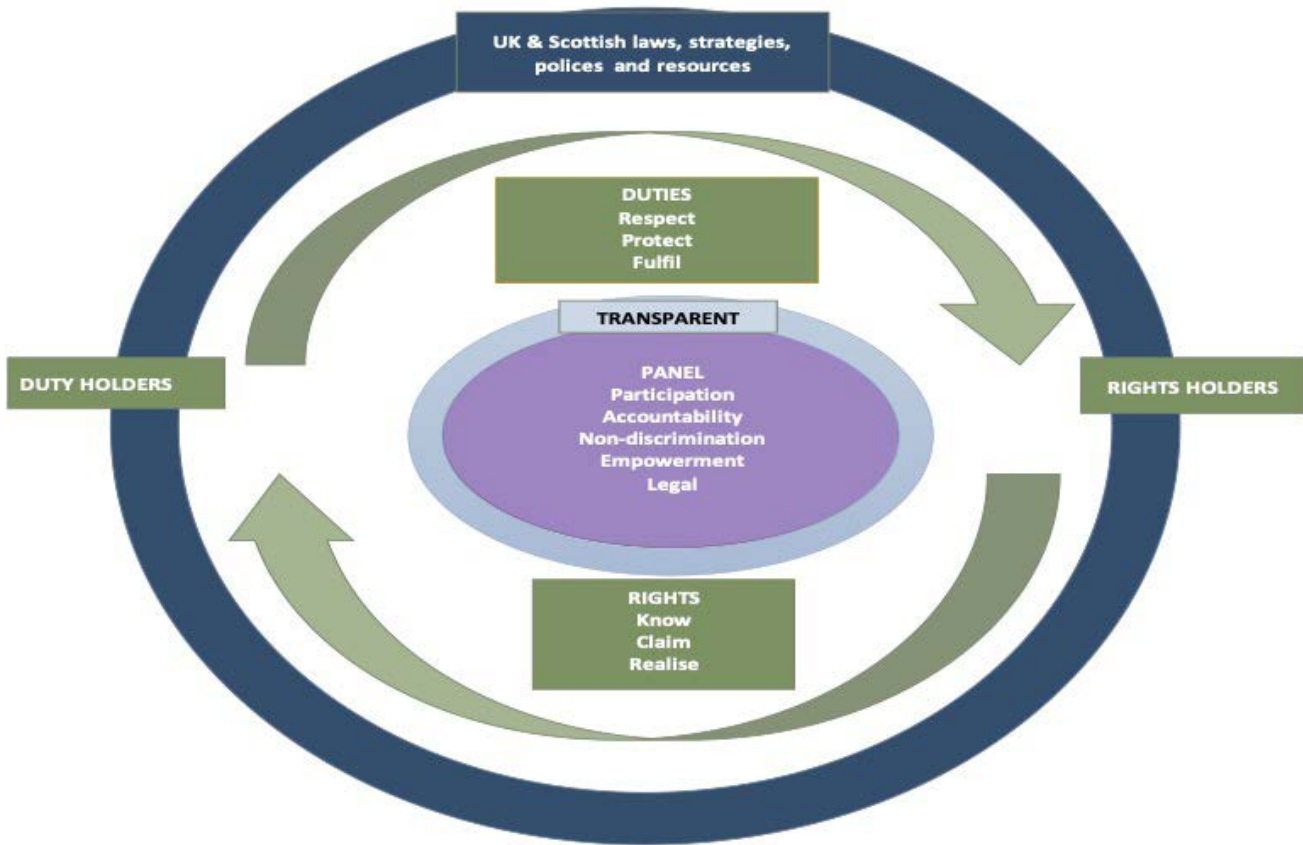 UK & Scottish laws, strategies,
polices and resources
DUTIES
Respect
Protect
Fulfil
TRANSPARENT
DUTY HOLDERS
RIGHTS HOLDERS
PANEL
Participation
Accountability
Non-discrimination
Empowerment
Legal
RIGHTS
Know
Claim
Realise